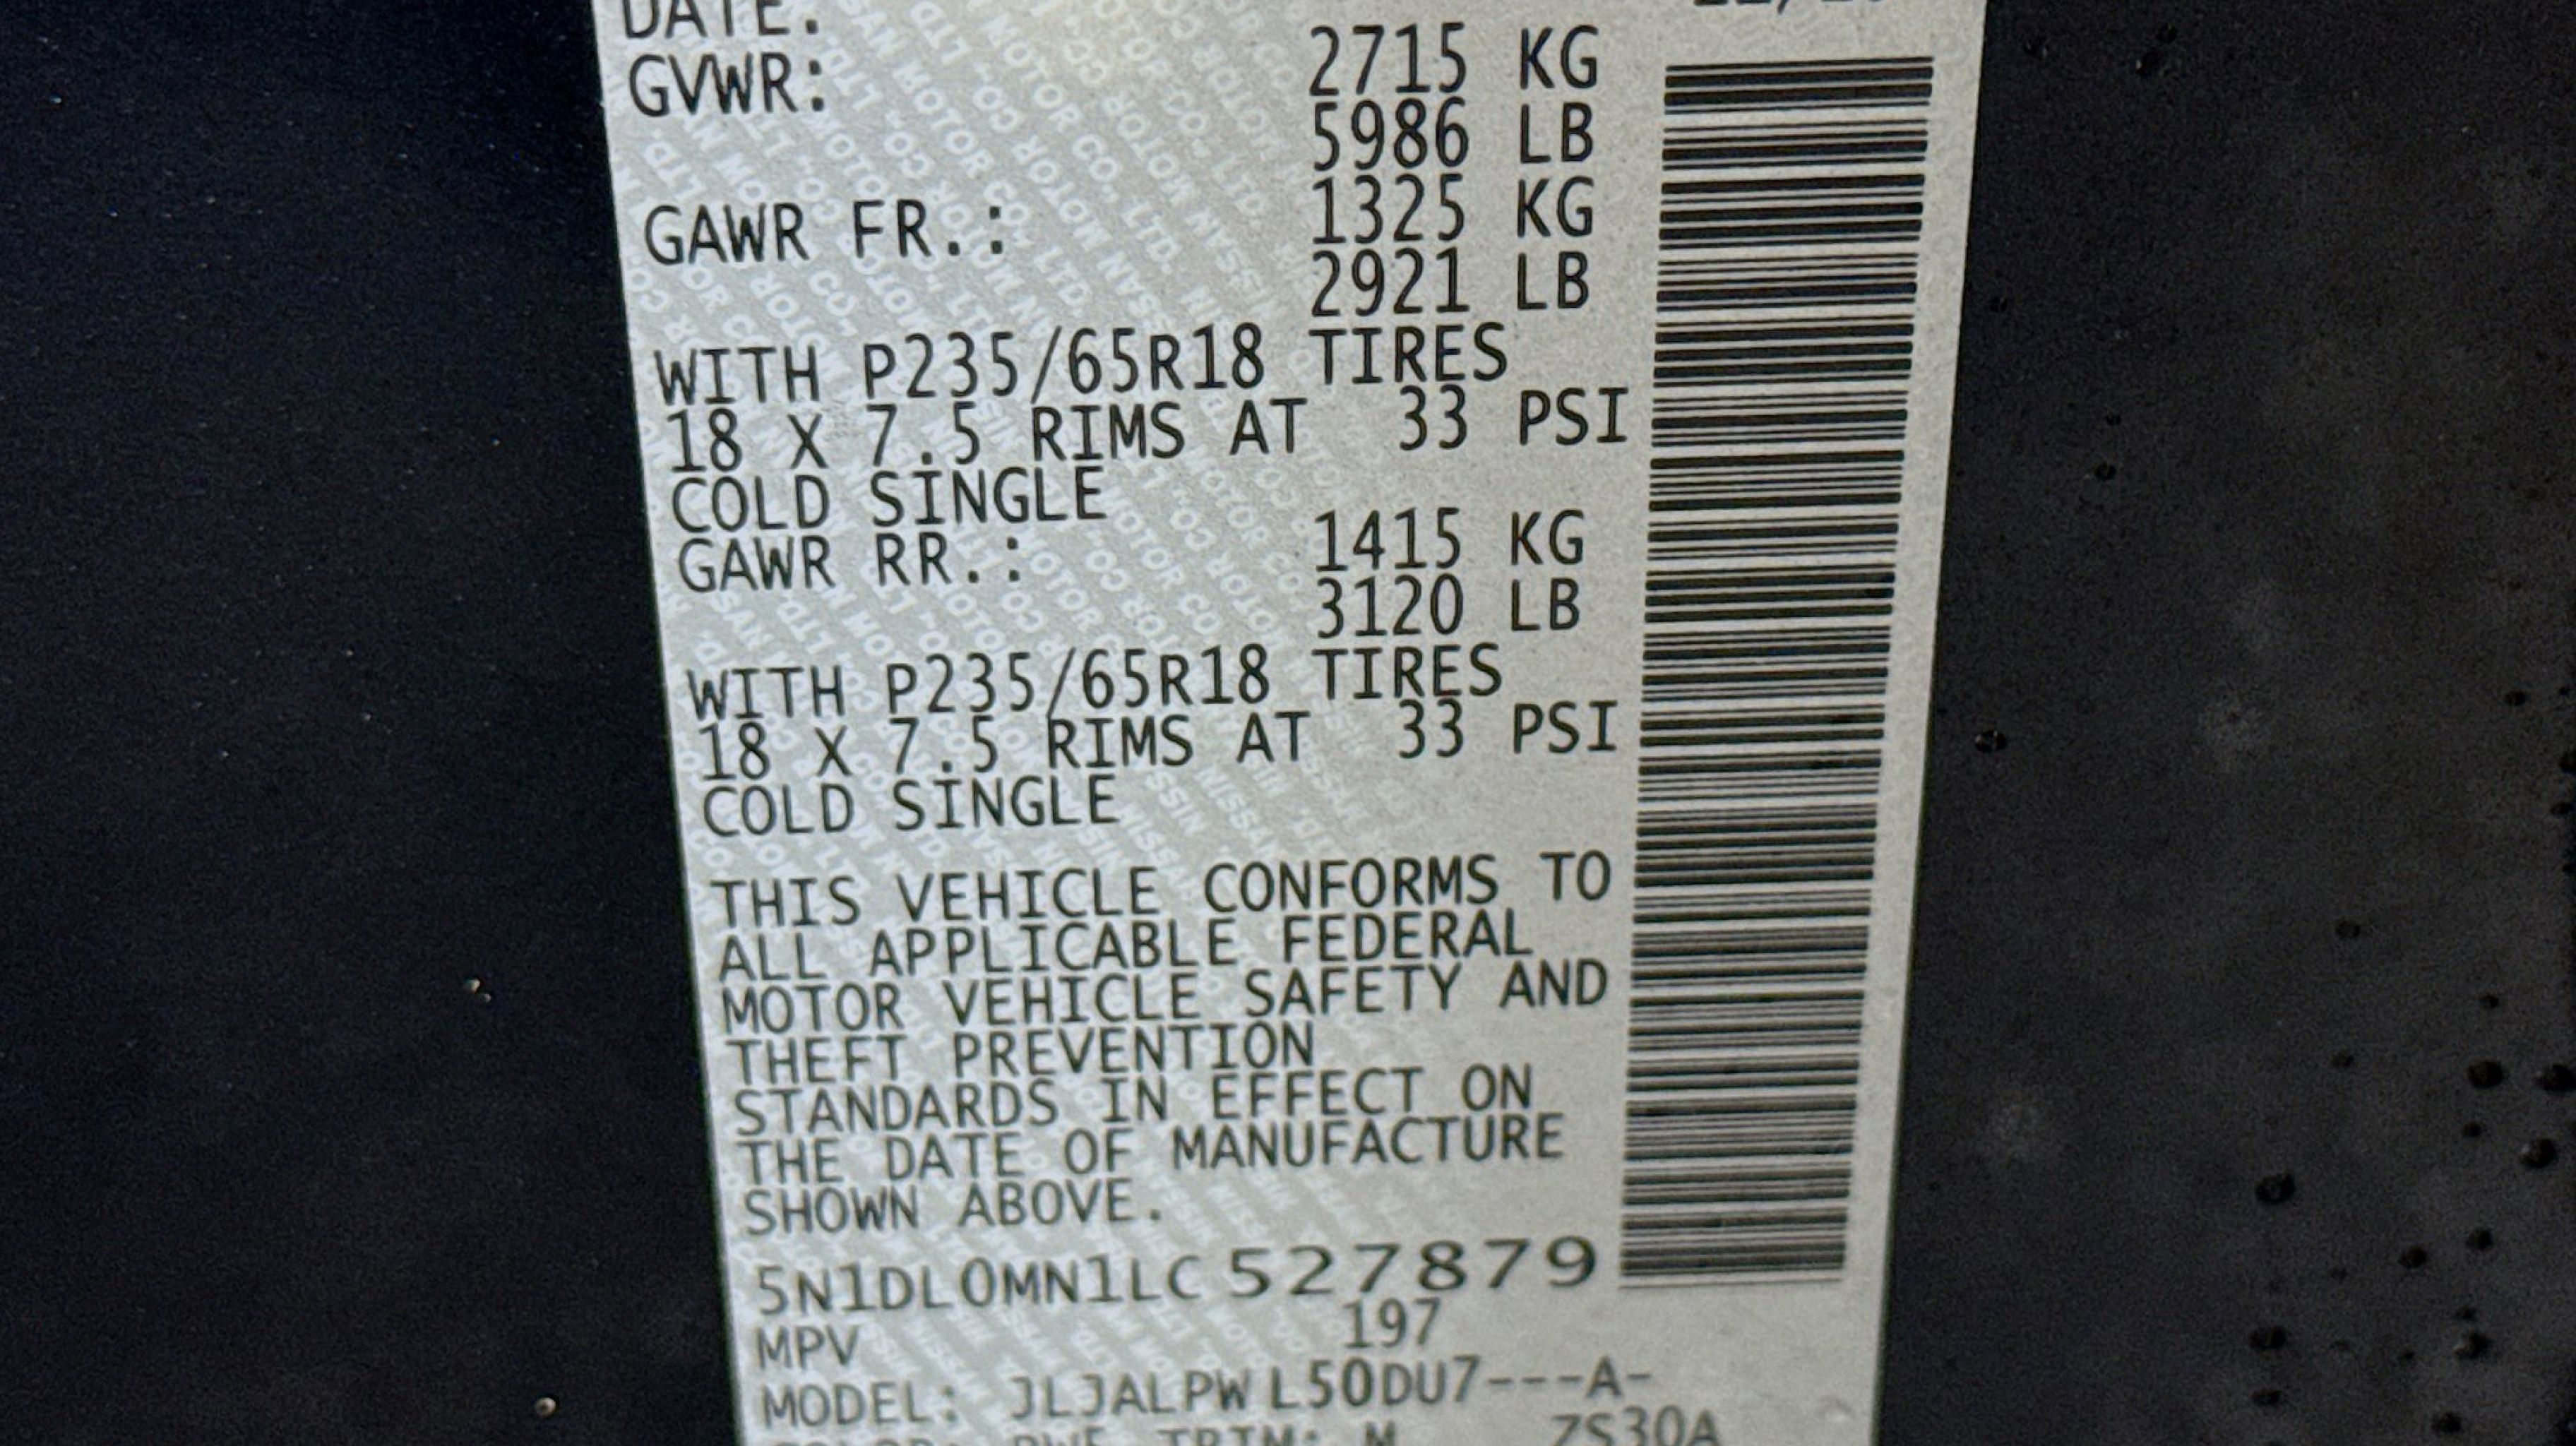 DATE:
GVWR: 2715 KG
5986 LB
GAWR FR.: 1325 KG
2921 LB
WITH P235/65R18 TIRES
18 X 7.5 RIMS AT 33 PSI
COLD SINGLE
GAWR RR.: 1415 KG
3120 LB
WITH P235/65R18 TIRES
18 X 7.5 RIMS AT 33 PSI
COLD SINGLE
THIS VEHICLE CONFORMS TO
ALL APPLICABLE FEDERAL
MOTOR VEHICLE SAFETY AND
THEFT PREVENTION
STANDARDS IN EFFECT ON
THE DATE OF MANUFACTURE
SHOWN ABOVE.
5N1DL0MN1LC527879
MPV 197
MODEL: JLJALPWL50DU7---A-
TRIM: M ZS30A